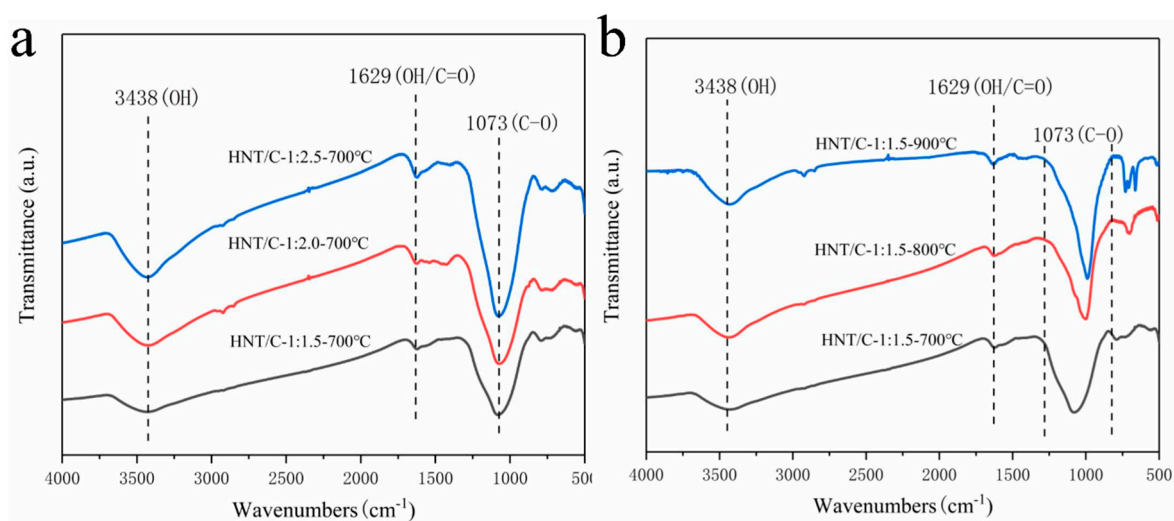 a
3438(OH)
1629(OH/C=O)
1073(C-O)
HNT/C-1:2.5-700℃
HNT/C-1:2.0-700℃
HNT/C-1:1.5-700℃
Transmittance (a.u.)
4000 3500 3000 2500 2000 1500 1000 500
Wavenumbers (cm⁻¹)
b
3438(OH)
1629(OH/C=O)
1073(C-O)
HNT/C-1:1.5-900℃
HNT/C-1:1.5-800℃
HNT/C-1:1.5-700℃
Transmittance (a.u.)
4000 3500 3000 2500 2000 1500 1000 500
Wavenumbers (cm⁻¹)